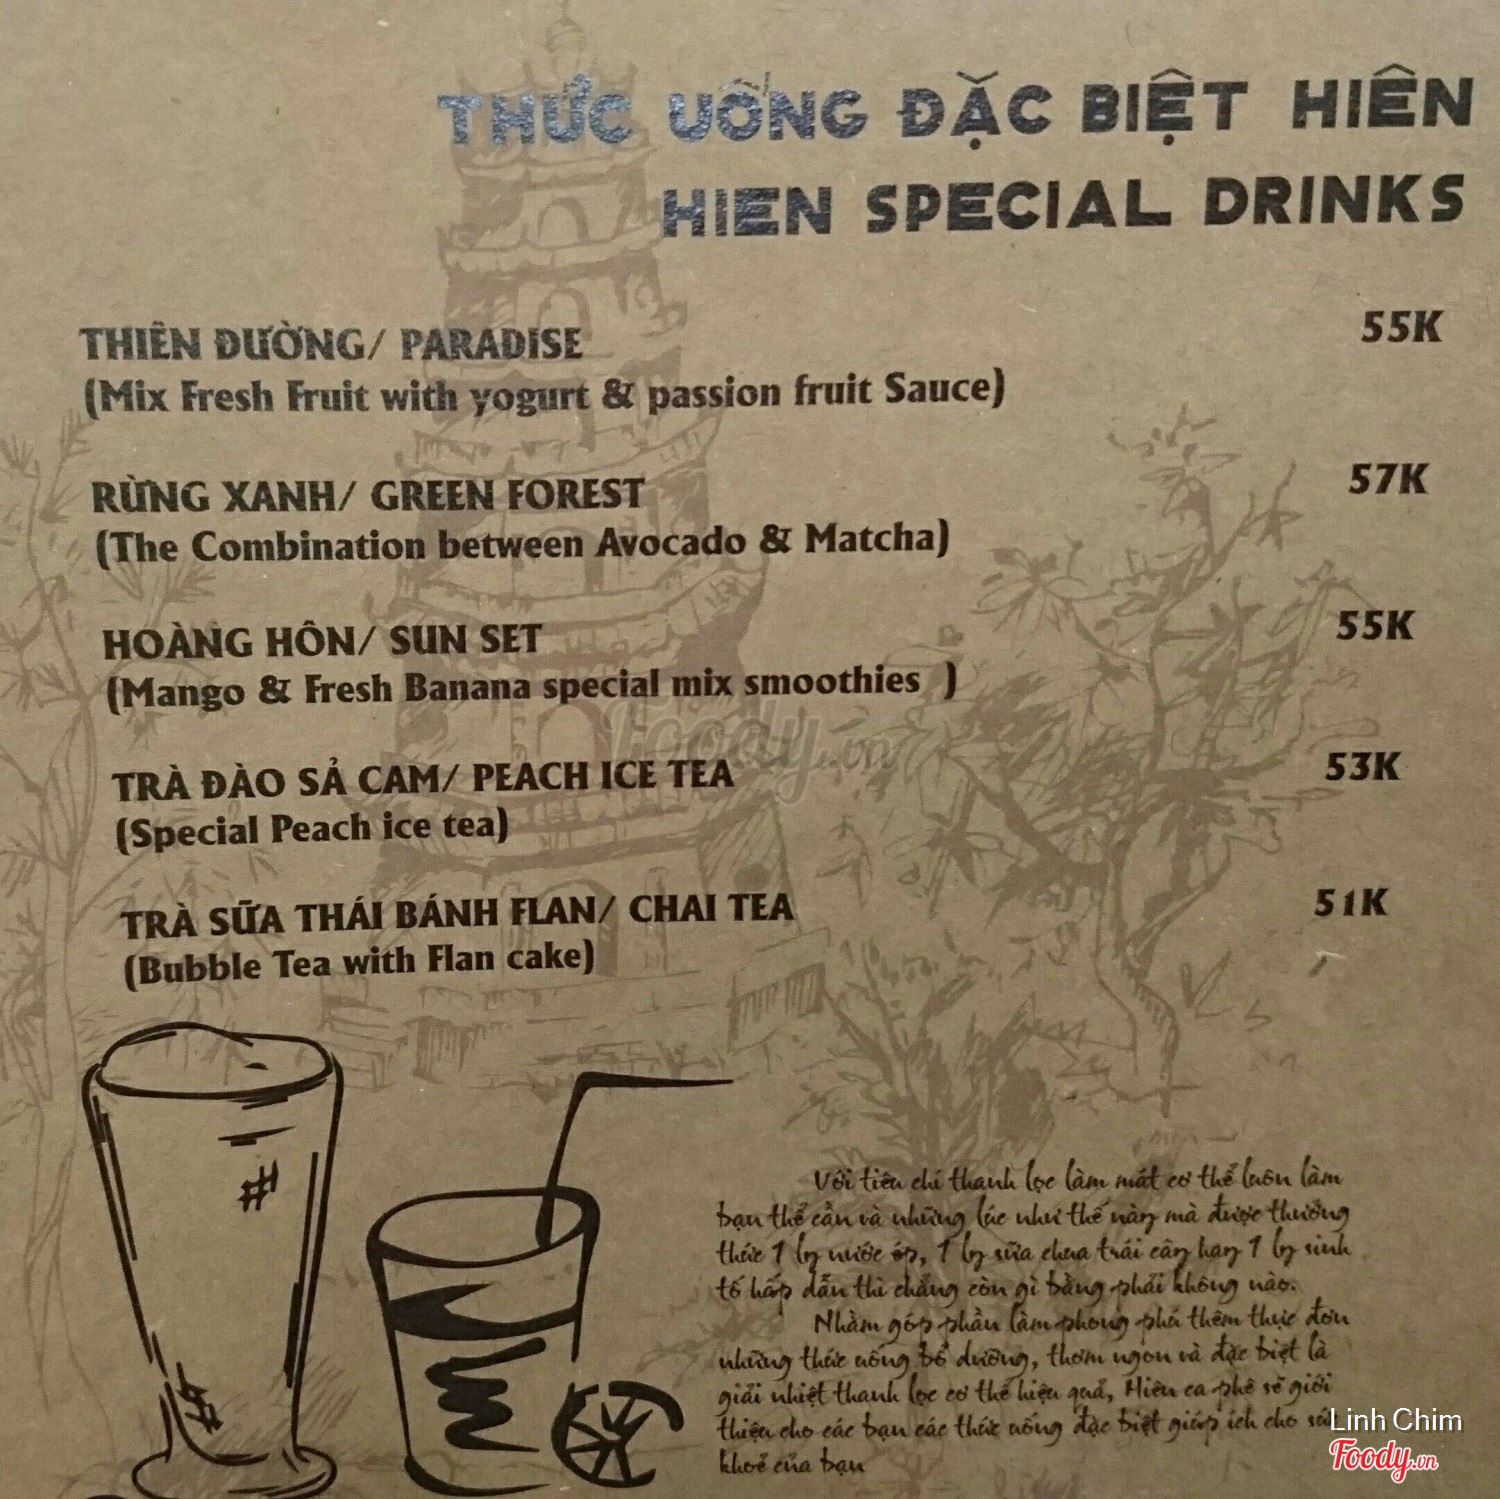 THỨC UỐNG ĐẶC BIỆT HIÊN
HIEN SPECIAL DRINKS
THIÊN ĐƯỜNG/ PARADISE 55K
(Mix Fresh Fruit with yogurt & passion fruit Sauce)
RỪNG XANH/ GREEN FOREST 57K
(The Combination between Avocado & Matcha)
HOÀNG HÔN/ SUN SET 55K
(Mango & Fresh Banana special mix smoothies )
TRÀ ĐÀO SẢ CAM/ PEACH ICE TEA 53K
(Special Peach ice tea)
TRÀ SỮA THÁI BÁNH FLAN/ CHAI TEA 51K
(Bubble Tea with Flan cake)
Foody.vn
Với tiêu chí thanh lọc làm mát cơ thể luôn làm
bạn thể cần và những lúc như thế này mà được thưởng
thức 1 ly nước ép, 1 ly sữa chua trái cây hay 1 ly sinh
tố hấp dẫn thì chẳng còn gì bằng phải không nào.
Nhằm góp phần làm phong phú thêm thực đơn
những thức uống bổ dưỡng, thơm ngon và đặc biệt là
giải nhiệt thanh lọc cơ thể hiệu quả, Hiên ca phê sẽ giới
thiệu cho các bạn các thức uống đặc biệt giúp ích cho
khoẻ của bạn
Linh Chim
Foody.vn